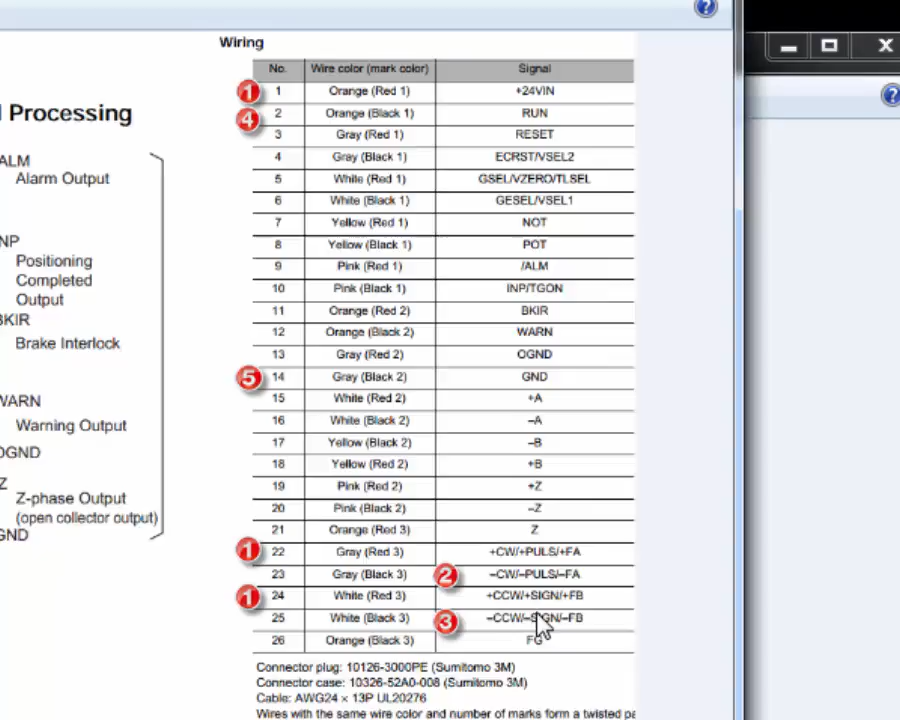 Wiring
No. Wire color (mark color) Signal
1 1 Orange (Red 1) +24VIN
4 2 Orange (Black 1) RUN
3 Gray (Red 1) RESET
4 Gray (Black 1) ECRST/VSEL2
5 White (Red 1) GSEL/VZERO/TLSEL
6 White (Black 1) GESEL/VSEL1
7 Yellow (Red 1) NOT
8 Yellow (Black 1) POT
9 Pink (Red 1) /ALM
10 Pink (Black 1) INP/TGON
11 Orange (Red 2) BKIR
12 Orange (Black 2) WARN
13 Gray (Red 2) OGND
5 14 Gray (Black 2) GND
15 White (Red 2) +A
16 White (Black 2) –A
17 Yellow (Black 2) –B
18 Yellow (Red 2) +B
19 Pink (Red 2) +Z
20 Pink (Black 2) –Z
21 Orange (Red 3) Z
1 22 Gray (Red 3) +CW/+PULS/+FA
23 Gray (Black 3) 2 –CW/–PULS/–FA
1 24 White (Red 3) +CCW/+SIGN/+FB
25 White (Black 3) 3 –CCW/–SIGN/–FB
26 Orange (Black 3) FG
Connector plug: 10126-3000PE (Sumitomo 3M)
Connector case: 10326-52A0-008 (Sumitomo 3M)
Cable: AWG24 × 13P UL20276
Wires with the same wire color and number of marks form a twisted pa
l Processing
ALM
Alarm Output
NP
Positioning
Completed
Output
BKIR
Brake Interlock
WARN
Warning Output
OGND
Z
Z-phase Output
(open collector output)
GND